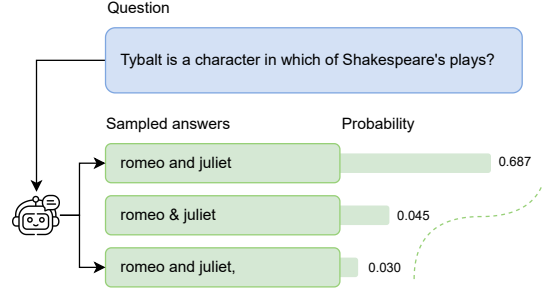 Question
Tybalt is a character in which of Shakespeare's plays?
Sampled answers Probability
romeo and juliet 0.687
romeo & juliet 0.045
romeo and juliet, 0.030